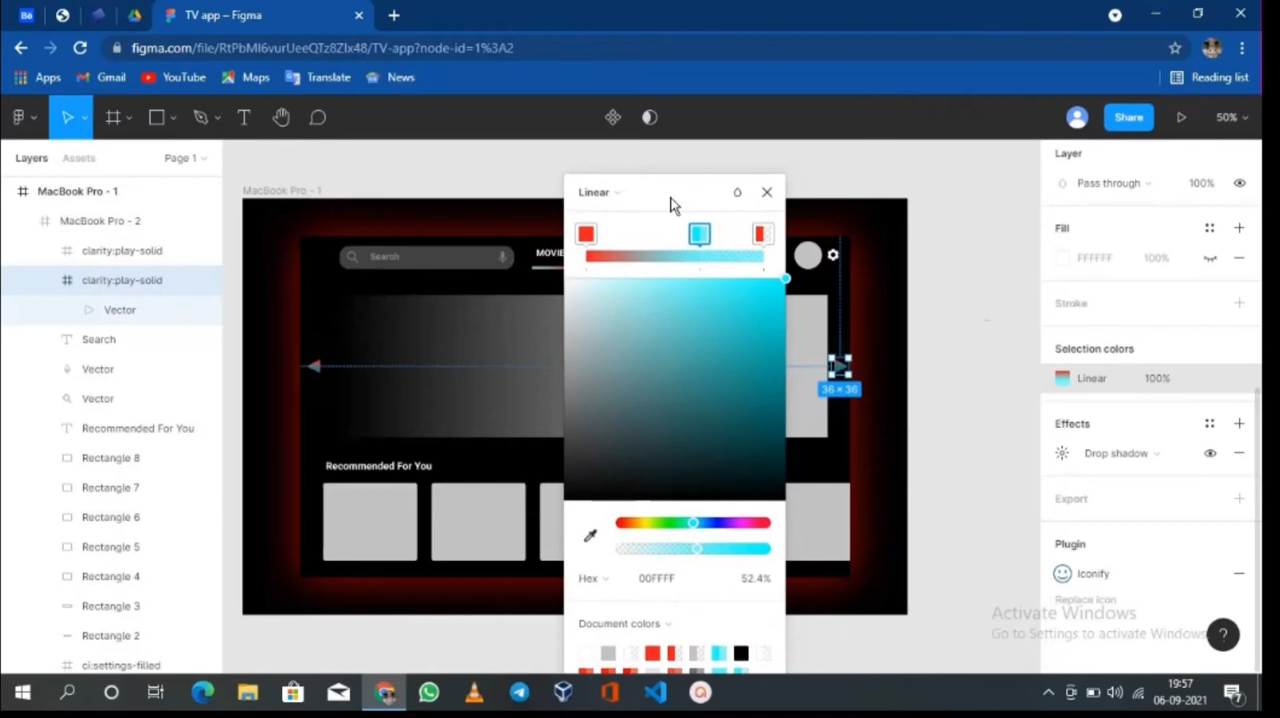 Bē
TV app – Figma
figma.com/file/RtPbMI6vurUeeQTz8ZIx48/TV-app?node-id=1%3A2
Apps
Gmail
YouTube
Maps
Translate
News
Reading list
Share
50%
Layers
Assets
Page 1
MacBook Pro - 1
MacBook Pro - 2
clarity:play-solid
clarity:play-solid
Vector
Search
Vector
Vector
Recommended For You
Rectangle 8
Rectangle 7
Rectangle 6
Rectangle 5
Rectangle 4
Rectangle 3
Rectangle 2
ci:settings-filled
MacBook Pro - 1
Search
MOVIE
36 × 36
Recommended For You
Linear
Hex
00FFFF
52.4%
Document colors
Layer
Pass through
100%
Fill
FFFFFF
100%
Stroke
Selection colors
Linear
100%
Effects
Drop shadow
Export
Plugin
Iconify
Replace icon
Activate Windows
Go to Settings to activate Windows.
?
19:57
06-09-2021
7